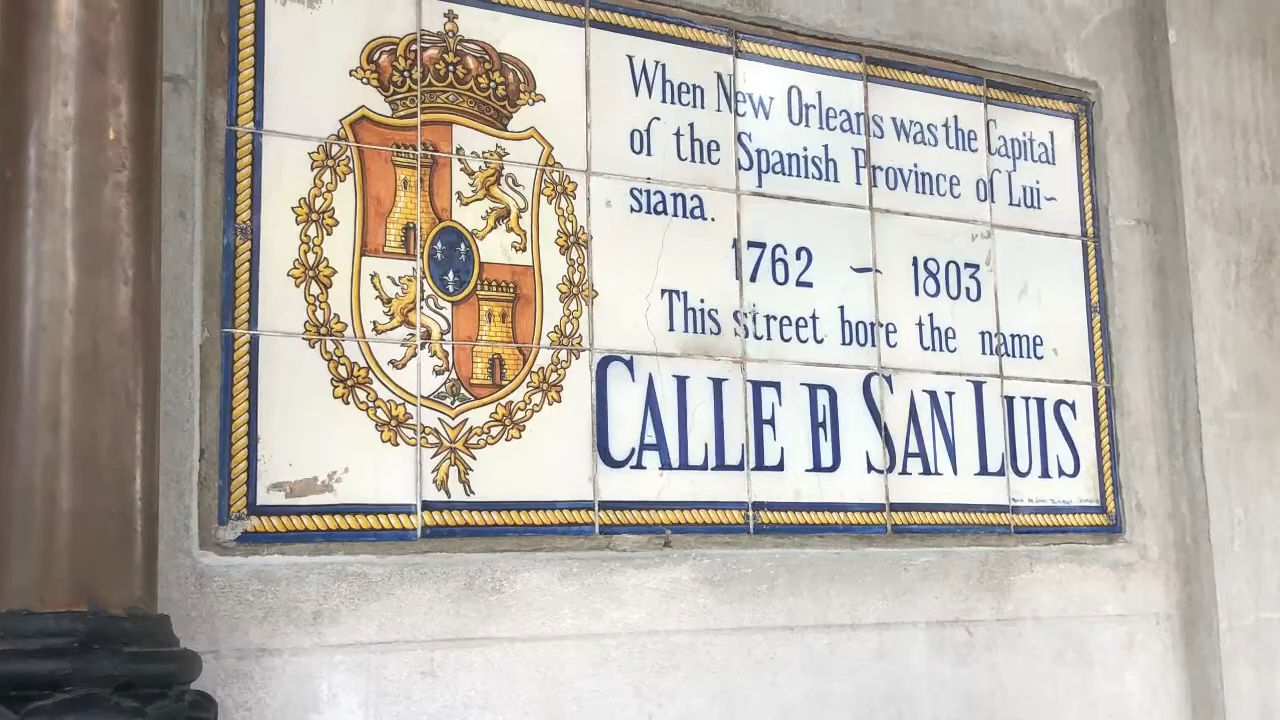 When New Orleans was the Capital
of the Spanish Province of Lui~
siana.
1762 ~ 1803
This street bore the name
CALLE D SAN LUIS